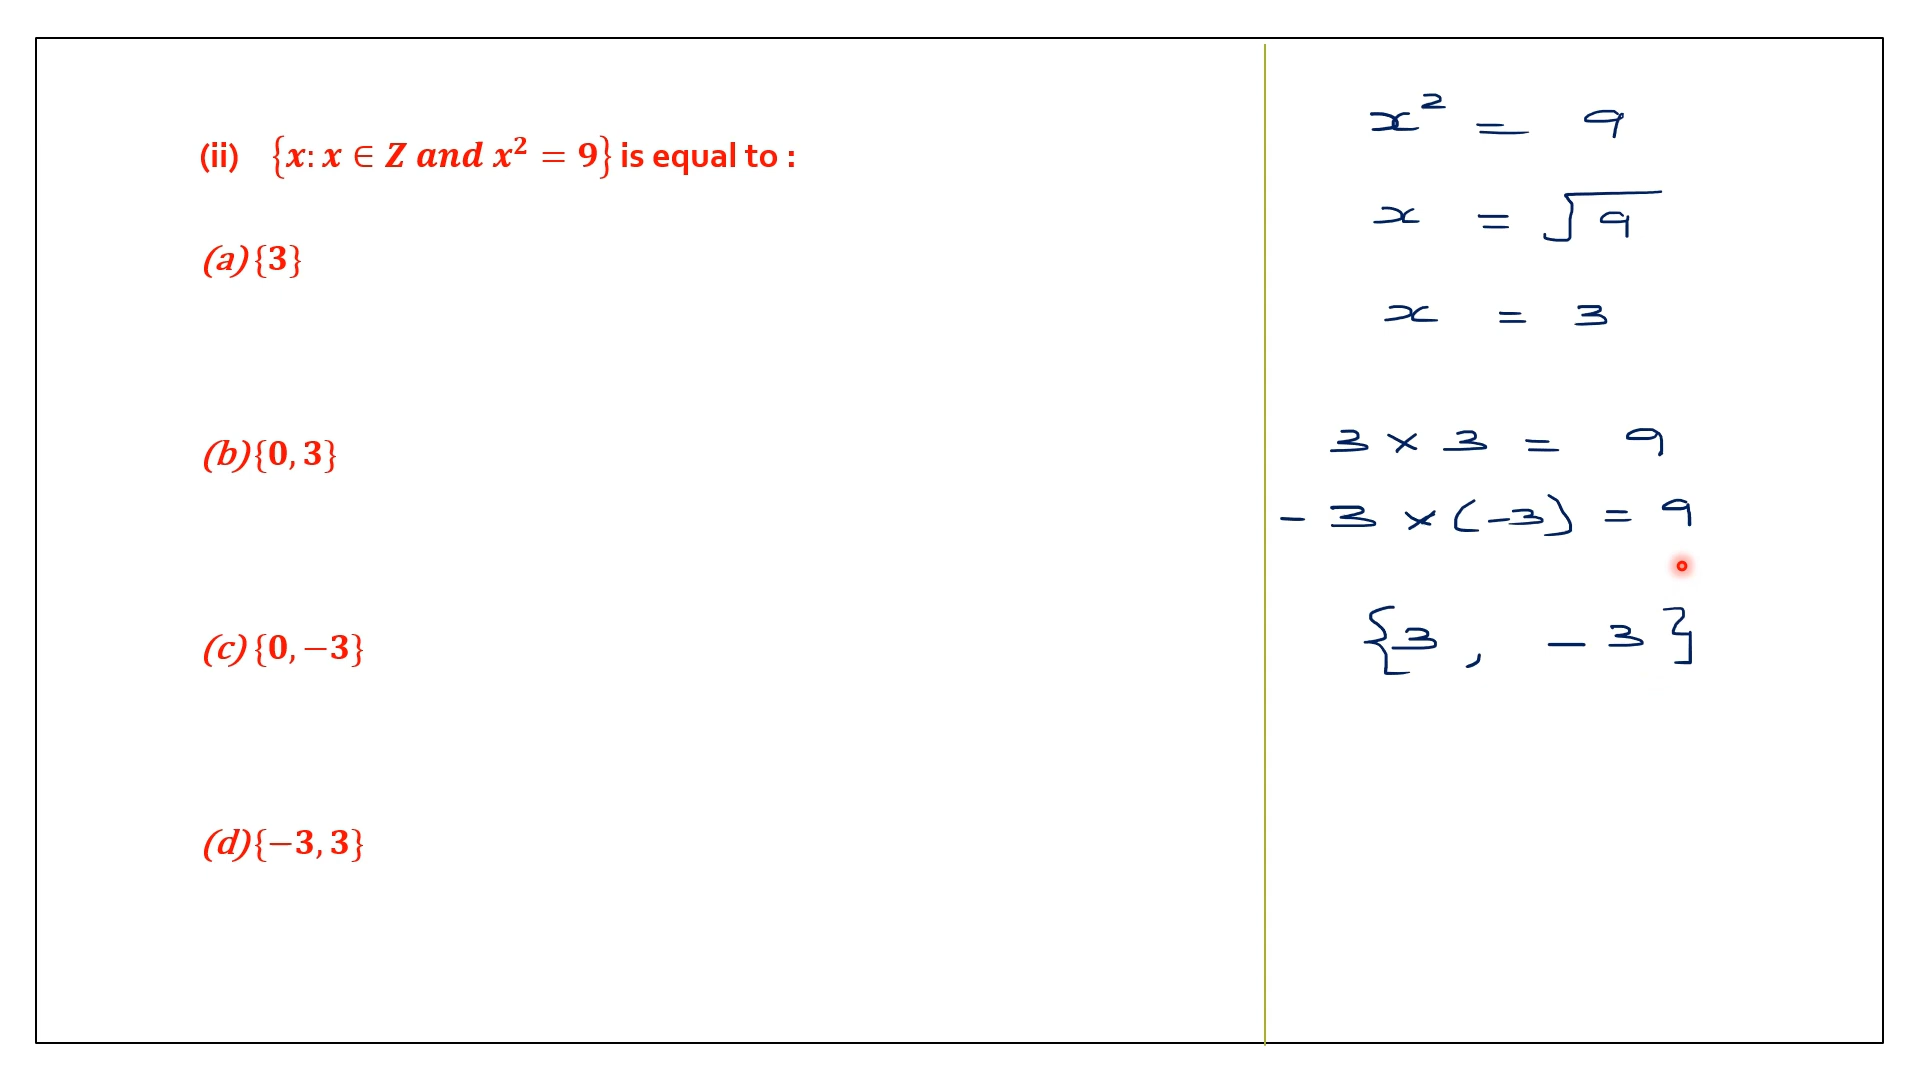 (ii) {x: x ∈ Z and x² = 9} is equal to :
(a) {3}
(b) {0, 3}
(c) {0, −3}
(d) {−3, 3}
x² = 9
x = √9
x = 3
3 × 3 = 9
- 3 × (-3) = 9
{3, -3}